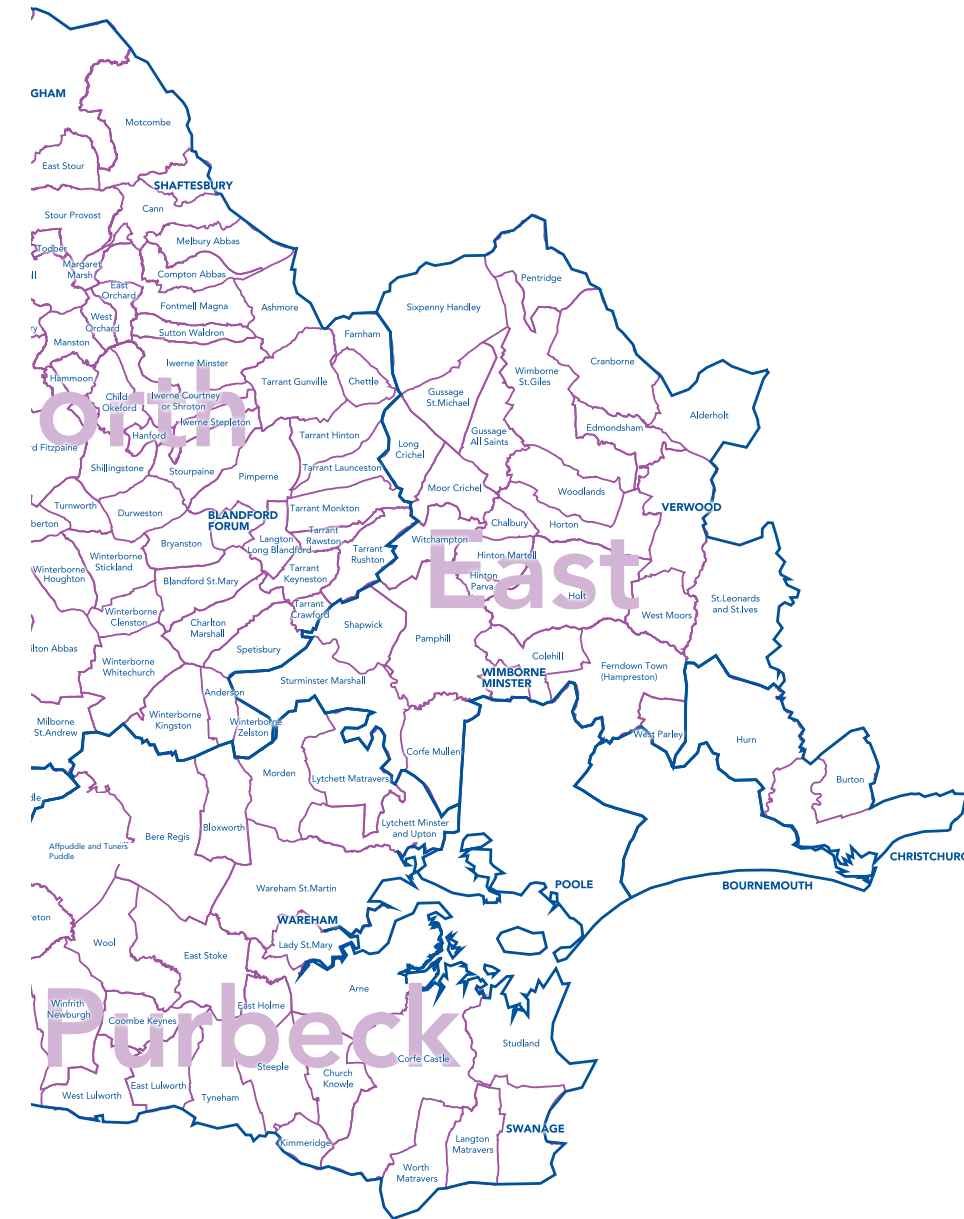 GHAM
Motcombe
East Stour
SHAFTESBURY
Cann
Stour Provost
Melbury Abbas
Todber
Margaret
Marsh
Compton Abbas
ll
East
Orchard
Fontmell Magna
Ashmore
West
Orchard
ry
Manston
Sutton Waldron
Farnham
Sixpenny Handley
Pentridge
Iwerne Minster
Hammoon
Tarrant Gunville
Chettle
Wimborne
St.Giles
Cranborne
Child
Okeford
Iwerne Courtney
or Shroton
Gussage
St.Michael
Alderholt
orth
Iwerne Stepleton
Hanford
Tarrant Hinton
Gussage
All Saints
Edmondsham
d Fitzpaine
Long
Crichel
Shillingstone
Stourpaine
Pimperne
Tarrant Launceston
Moor Crichel
Woodlands
Turnworth
Durweston
BLANDFORD
FORUM
Tarrant Monkton
VERWOOD
berton
Chalbury
Horton
Bryanston
Langton
Long Blandford
Tarrant
Rawston
Witchampton
Winterborne
Stickland
Tarrant
Rushton
Hinton Martell
East
Winterborne
Houghton
Blandford St.Mary
Tarrant
Keyneston
Hinton
Parva
Holt
St.Leonards
and St.Ives
Winterborne
Clenston
Tarrant
Crawford
West Moors
Charlton
Marshall
Shapwick
Pamphill
ilton Abbas
Spetisbury
Colehill
Winterborne
Whitechurch
Sturminster Marshall
WIMBORNE
MINSTER
Ferndown Town
(Hampreston)
Anderson
Milborne
St.Andrew
Winterborne
Kingston
Winterborne
Zelston
West Parley
Hurn
Corfe Mullen
Morden
Lytchett Matravers
Burton
dle
Bere Regis
Bloxworth
Lytchett Minster
and Upton
Affpuddle and Tuners
Puddle
CHRISTCHURC
Wareham St.Martin
POOLE
BOURNEMOUTH
reton
WAREHAM
Wool
East Stoke
Lady St.Mary
Arne
Winfrith
Newburgh
East Holme
Coombe Keynes
Purbeck
Studland
Steeple
Church
Knowle
Corfe Castle
West Lulworth
East Lulworth
Tyneham
Kimmeridge
Langton
Matravers
SWANAGE
Worth
Matravers